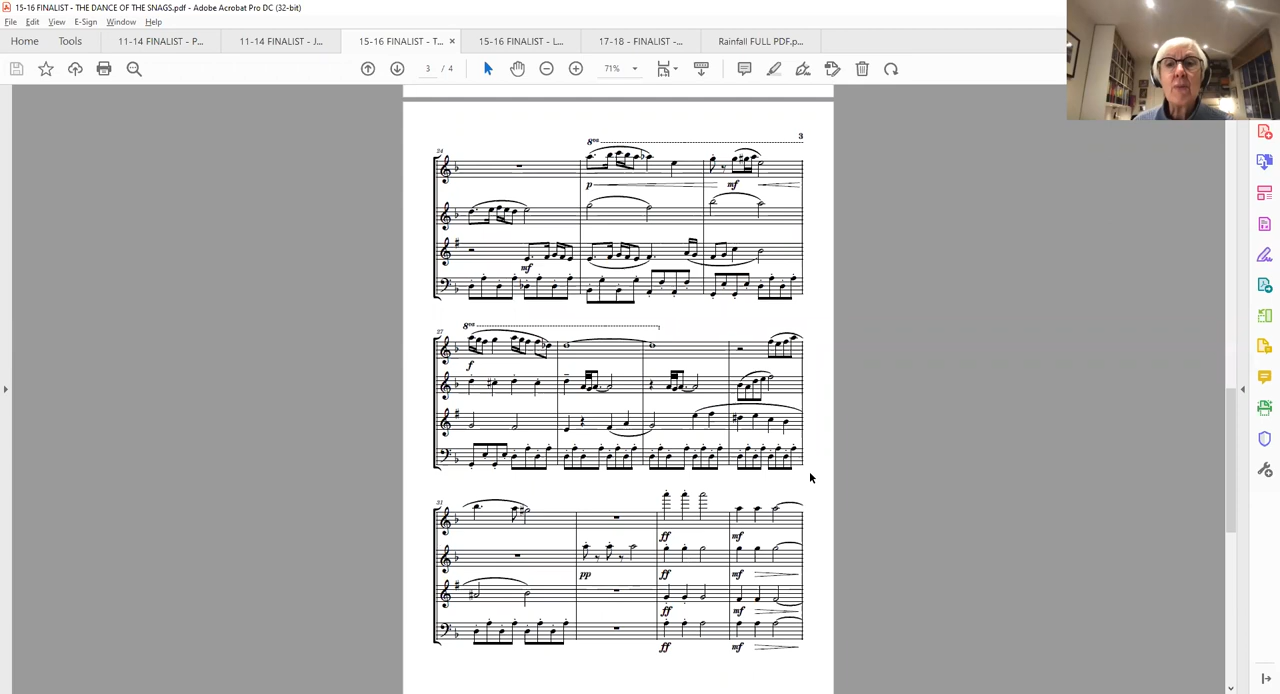 15-16 FINALIST - THE DANCE OF THE SNAGS.pdf - Adobe Acrobat Pro DC (32-bit)
File Edit View E-Sign Window Help
Home Tools 11-14 FINALIST - P... 11-14 FINALIST - J... 15-16 FINALIST - T... × 15-16 FINALIST - L... 17-18 - FINALIST -... Rainfall FULL PDF.p...
3 / 4 71%
3
8va
24
p mf
mf
8va
27
f
31
ff mf
pp ff mf
ff mf
ff mf